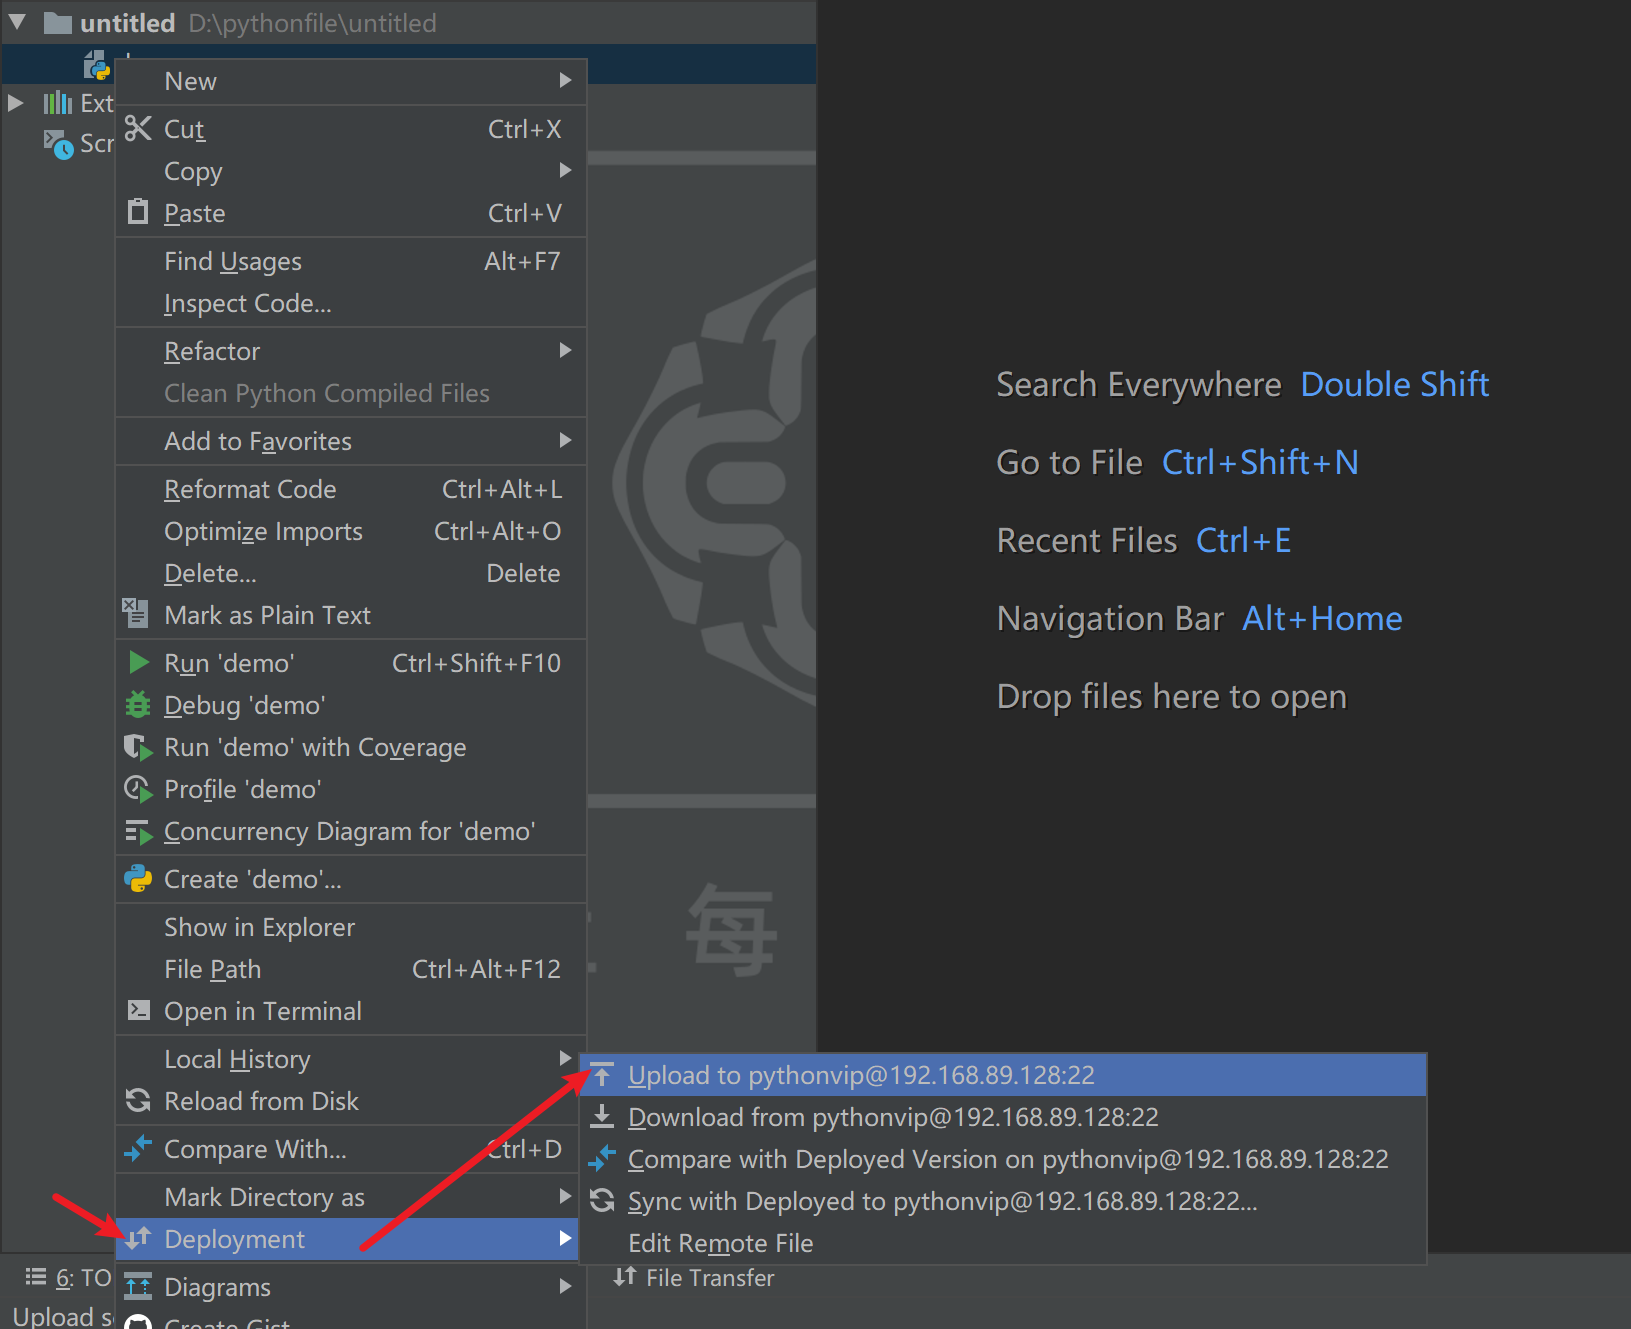 untitled D:\pythonfile\untitled
New
Ext
Cut Ctrl+X
Scr
Copy
Paste Ctrl+V
Find Usages Alt+F7
Inspect Code...
Refactor
Clean Python Compiled Files
Add to Favorites
Reformat Code Ctrl+Alt+L
Optimize Imports Ctrl+Alt+O
Delete... Delete
Mark as Plain Text
Run 'demo' Ctrl+Shift+F10
Debug 'demo'
Run 'demo' with Coverage
Profile 'demo'
Concurrency Diagram for 'demo'
Create 'demo'...
Show in Explorer
File Path Ctrl+Alt+F12
Open in Terminal
Local History
Reload from Disk
Compare With... Ctrl+D
Mark Directory as
Deployment
Diagrams
Create Gist
Upload to pythonvip@192.168.89.128:22
Download from pythonvip@192.168.89.128:22
Compare with Deployed Version on pythonvip@192.168.89.128:22
Sync with Deployed to pythonvip@192.168.89.128:22...
Edit Remote File
6: TO
File Transfer
Upload s
每
Search Everywhere Double Shift
Go to File Ctrl+Shift+N
Recent Files Ctrl+E
Navigation Bar Alt+Home
Drop files here to open